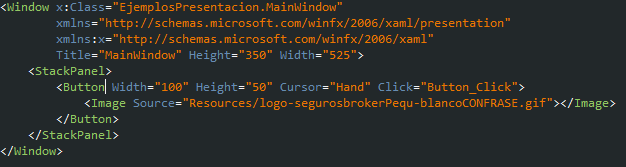 <Window x:Class="EjemplosPresentacion.MainWindow"
xmlns="http://schemas.microsoft.com/winfx/2006/xaml/presentation"
xmlns:x="http://schemas.microsoft.com/winfx/2006/xaml"
Title="MainWindow" Height="350" Width="525">
<StackPanel>
<Button Width="100" Height="50" Cursor="Hand" Click="Button_Click">
<Image Source="Resources/logo-segurosbrokerPequ-blancoCONFRASE.gif"></Image>
</Button>
</StackPanel>
</Window>